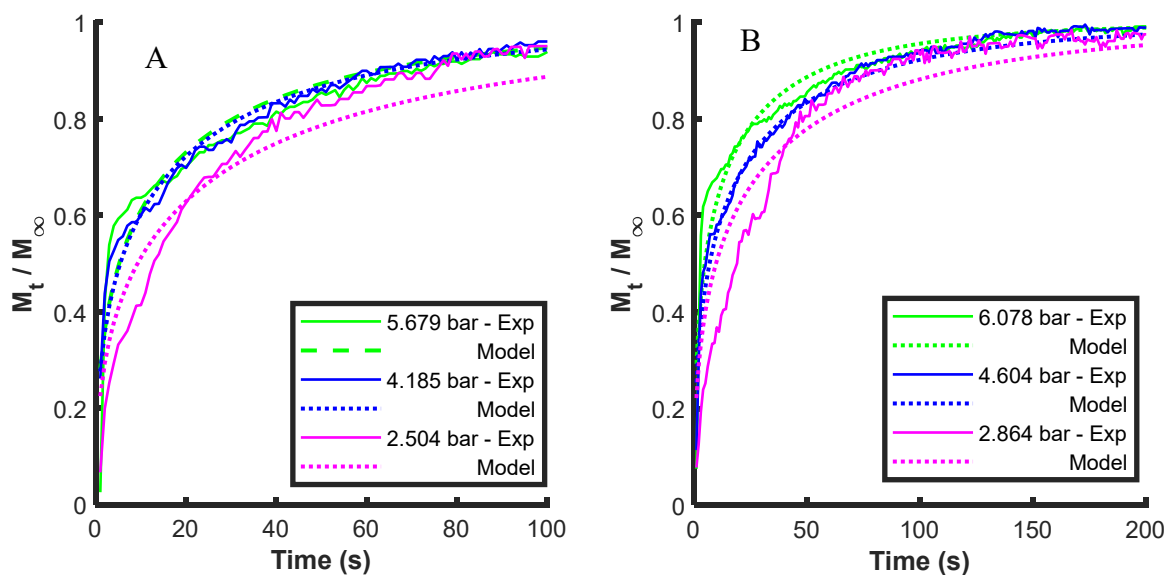 A
M_t / M_∞
1
0.8
0.6
0.4
0.2
0
0
20
40
60
80
100
Time (s)
5.679 bar - Exp
Model
4.185 bar - Exp
Model
2.504 bar - Exp
Model
B
M_t / M_∞
1
0.8
0.6
0.4
0.2
0
0
50
100
150
200
Time (s)
6.078 bar - Exp
Model
4.604 bar - Exp
Model
2.864 bar - Exp
Model